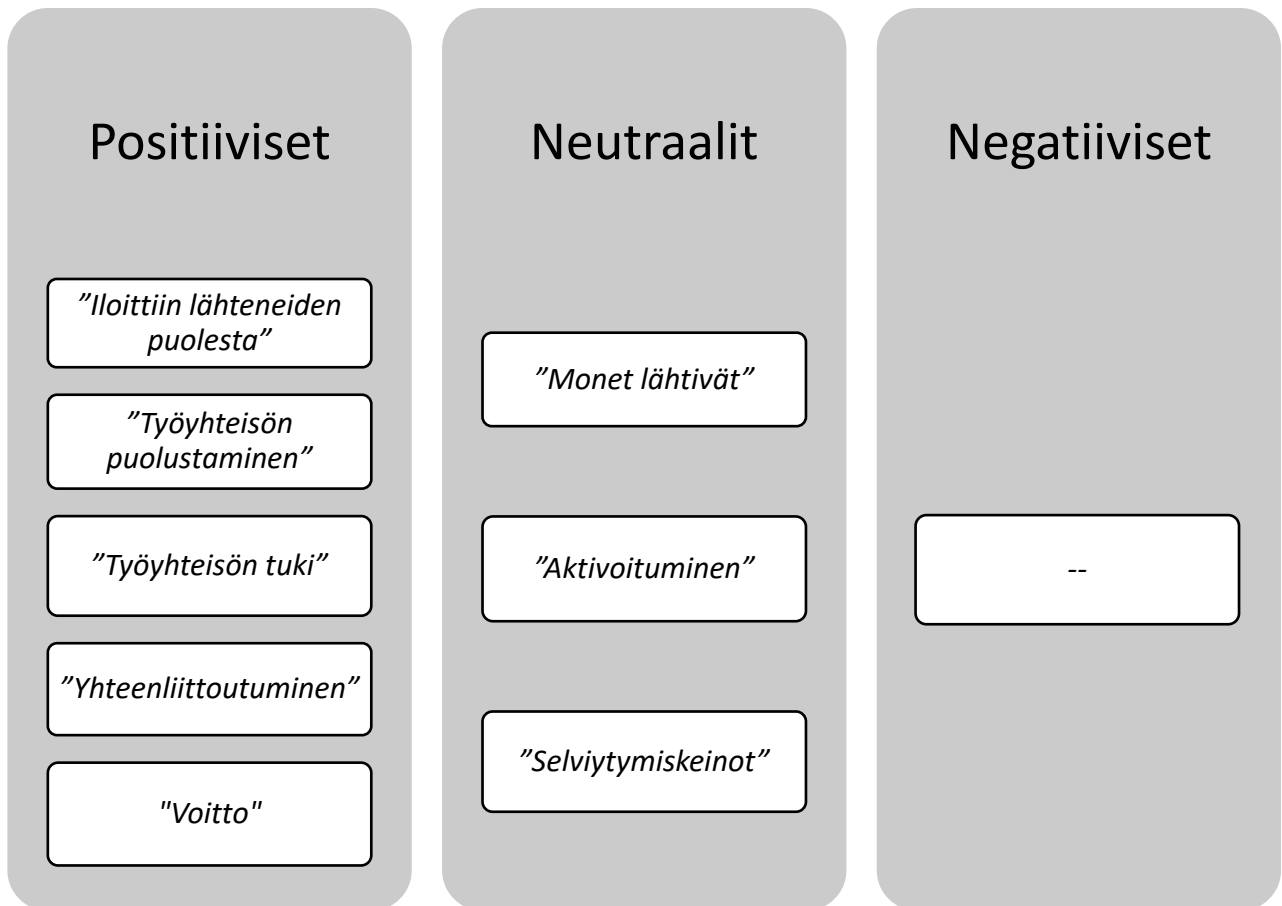 Positiiviset
”Iloittiin lähteneiden
puolesta”
”Työyhteisön
puolustaminen”
”Työyhteisön tuki”
”Yhteenliittoutuminen”
"Voitto"
Neutraalit
”Monet lähtivät”
”Aktivoituminen”
”Selviytymiskeinot”
Negatiiviset
--